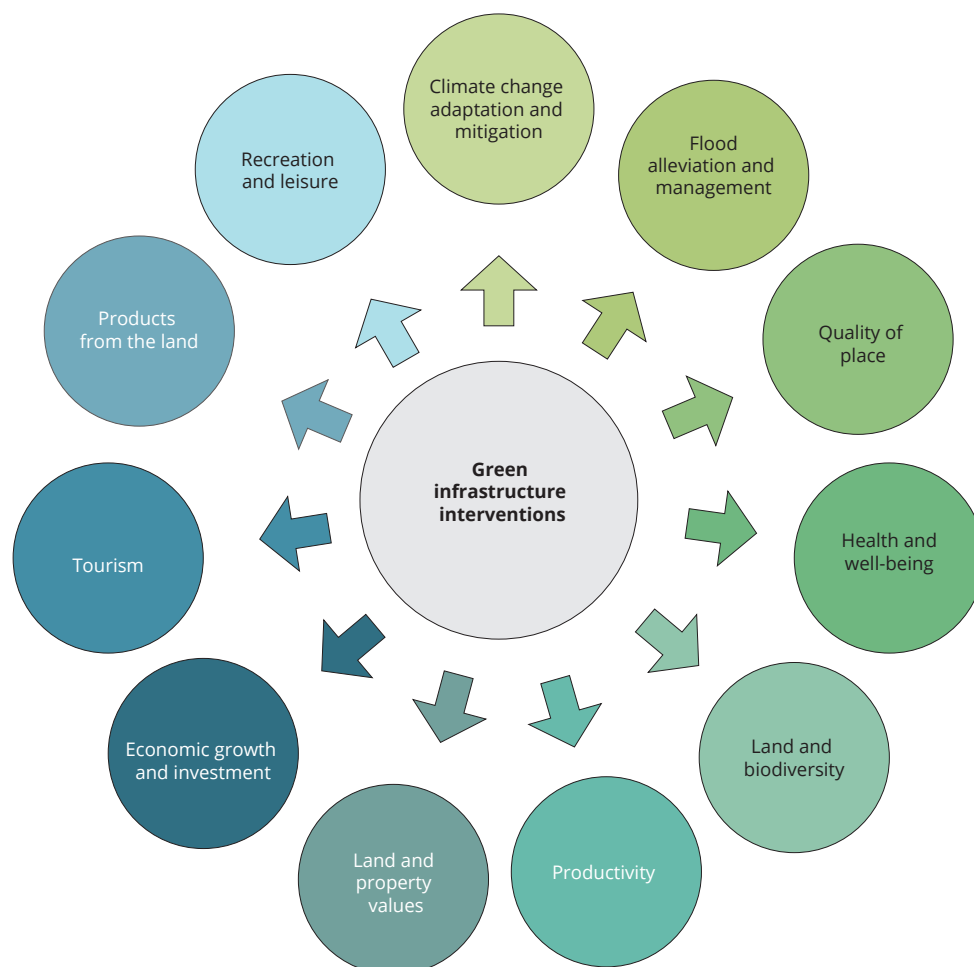 Climate change
adaptation and
mitigation
Flood
alleviation and
management
Quality of
place
Health and
well-being
Land and
biodiversity
Productivity
Land and
property
values
Economic growth
and investment
Tourism
Products
from the land
Recreation
and leisure
Green
infrastructure
interventions